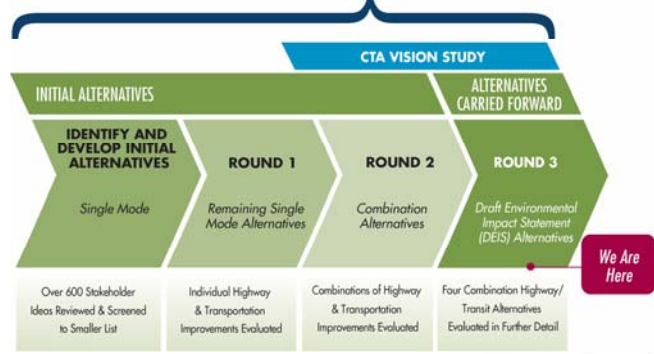 CTA VISION STUDY
INITIAL ALTERNATIVES
ALTERNATIVES
CARRIED FORWARD
IDENTIFY AND
DEVELOP INITIAL
ALTERNATIVES
Single Mode
ROUND 1
Remaining Single
Mode Alternatives
ROUND 2
Combination
Alternatives
ROUND 3
Draft Environmental
Impact Statement
(DEIS) Alternatives
We Are
Here
Over 600 Stakeholder
Ideas Reviewed & Screened
to Smaller List
Individual Highway
& Transportation
Improvements Evaluated
Combinations of Highway
& Transportation
Improvements Evaluated
Four Combination Highway/
Transit Alternatives
Evaluated in Further Detail